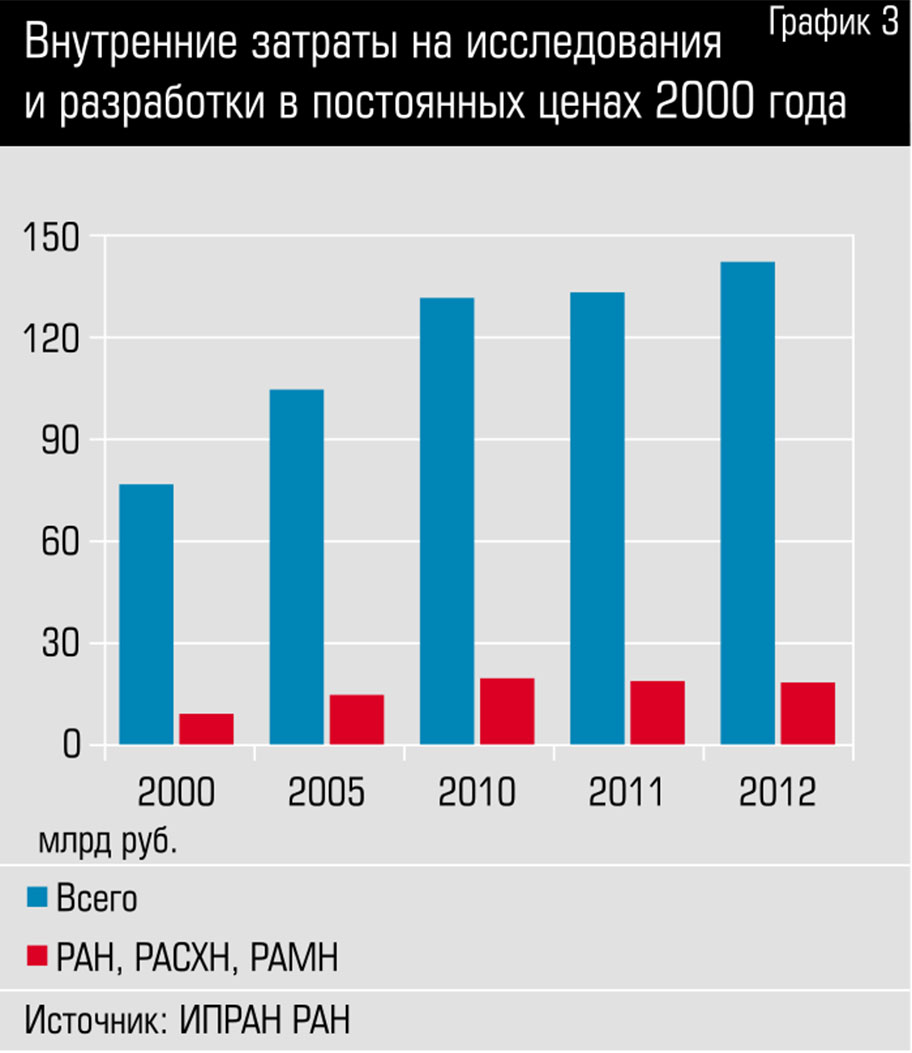 График 3
Внутренние затраты на исследования
и разработки в постоянных ценах 2000 года
150
120
90
60
30
0
2000 2005 2010 2011 2012
млрд руб.
Всего
РАН, РАСХН, РАМН
Источник: ИПРАН РАН